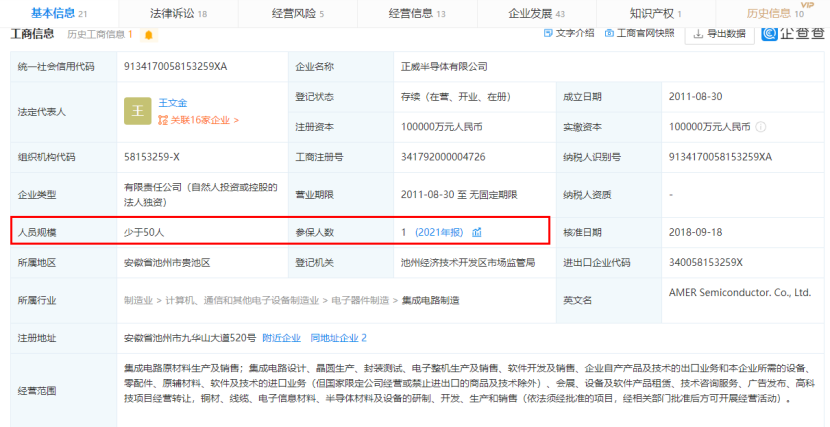 基本信息 21 法律诉讼 18 经营风险 5 经营信息 13 企业发展 43 知识产权 1 历史信息 10 VIP
工商信息 历史工商信息 1 文字介绍 工商官网快照 导出数据 企查查
统一社会信用代码 9134170058153259XA 企业名称 正威半导体有限公司
法定代表人 王 王文金 关联16家企业 > 登记状态 存续（在营、开业、在册） 成立日期 2011-08-30
注册资本 100000万元人民币 实缴资本 100000万元人民币
组织机构代码 58153259-X 工商注册号 341792000004726 纳税人识别号 9134170058153259XA
企业类型 有限责任公司（自然人投资或控股的
法人独资） 营业期限 2011-08-30 至 无固定期限 纳税人资质 -
人员规模 少于50人 参保人数 1 （2021年报） 核准日期 2018-09-18
所属地区 安徽省池州市贵池区 登记机关 池州经济技术开发区市场监管局 进出口企业代码 340058153259X
所属行业 制造业 > 计算机、通信和其他电子设备制造业 > 电子器件制造 > 集成电路制造 英文名 AMER Semiconductor. Co., Ltd.
注册地址 安徽省池州市九华山大道520号 附近企业 同地址企业 2
经营范围 集成电路原材料生产及销售；集成电路设计、晶圆生产、封装测试、电子整机生产及销售、软件开发及销售、企业自产产品及技术的出口业务和本企业所需的设备、
零配件、原辅材料、软件及技术的进口业务（但国家限定公司经营或禁止进出口的商品及技术除外）、会展、设备及软件产品租赁、技术咨询服务、广告发布、高科
技项目经营转让，铜材、线缆、电子信息材料、半导体材料及设备的研制、开发、生产和销售（依法须经批准的项目，经相关部门批准后方可开展经营活动）。